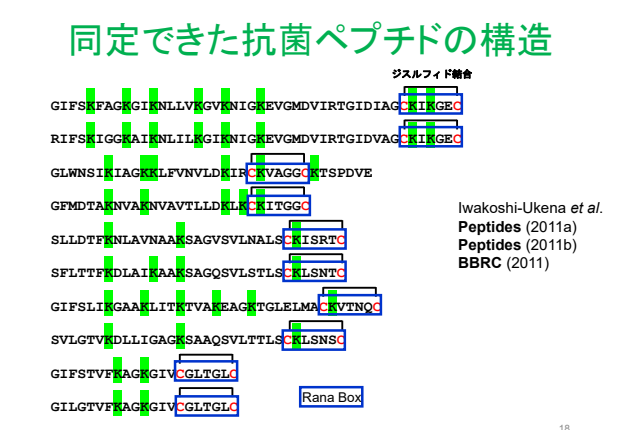 同定できた抗菌ペプチドの構造
ジスルフィド結合
GIFSKFAGKGIKNLLVKGVKNIGKEVGMDVIRTGIDIAGCKIKGEC
RIFSKIGGKAIKNLILKGIKNIGKEVGMDVIRTGIDVAGCKIKGEC
GLWNSIKIAGKKLFVNVLDKIRCKVAGGCKTSPDVE
GFMDTAKNVAKNVAVTLLDKLKCKITGGC
SLLDTFKNLAVNAAKSAGVSVLNALSCKISRTC
SFLTTFKDLAIKAAKSAGQSVLSTLSCKLSNTC
GIFSLIKGAAKLITKTVAKEAGKTGLELMACKVTNQC
SVLGTVKDLLIGAGKSAAQSVLTTLSCKLSNSC
GIFSTVFKAGKGIVCGLTGLC
GILGTVFKAGKGIVCGLTGLC
Iwakoshi-Ukena et al.
Peptides (2011a)
Peptides (2011b)
BBRC (2011)
Rana Box
18